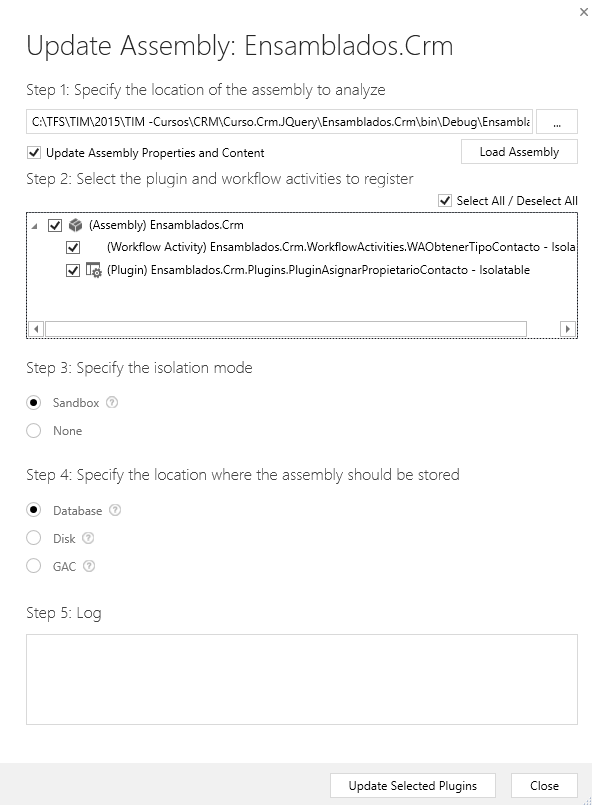 Update Assembly: Ensamblados.Crm
Step 1: Specify the location of the assembly to analyze
C:\TFS\TIM\2015\TIM -Cursos\CRM\Curso.Crm.JQuery\Ensamblados.Crm\bin\Debug\Ensambla
...
Update Assembly Properties and Content
Load Assembly
Step 2: Select the plugin and workflow activities to register
Select All / Deselect All
(Assembly) Ensamblados.Crm
(Workflow Activity) Ensamblados.Crm.WorkflowActivities.WAObtenerTipoContacto - Isola
(Plugin) Ensamblados.Crm.Plugins.PluginAsignarPropietarioContacto - Isolatable
Step 3: Specify the isolation mode
Sandbox ?
None
Step 4: Specify the location where the assembly should be stored
Database ?
Disk ?
GAC ?
Step 5: Log
Update Selected Plugins
Close